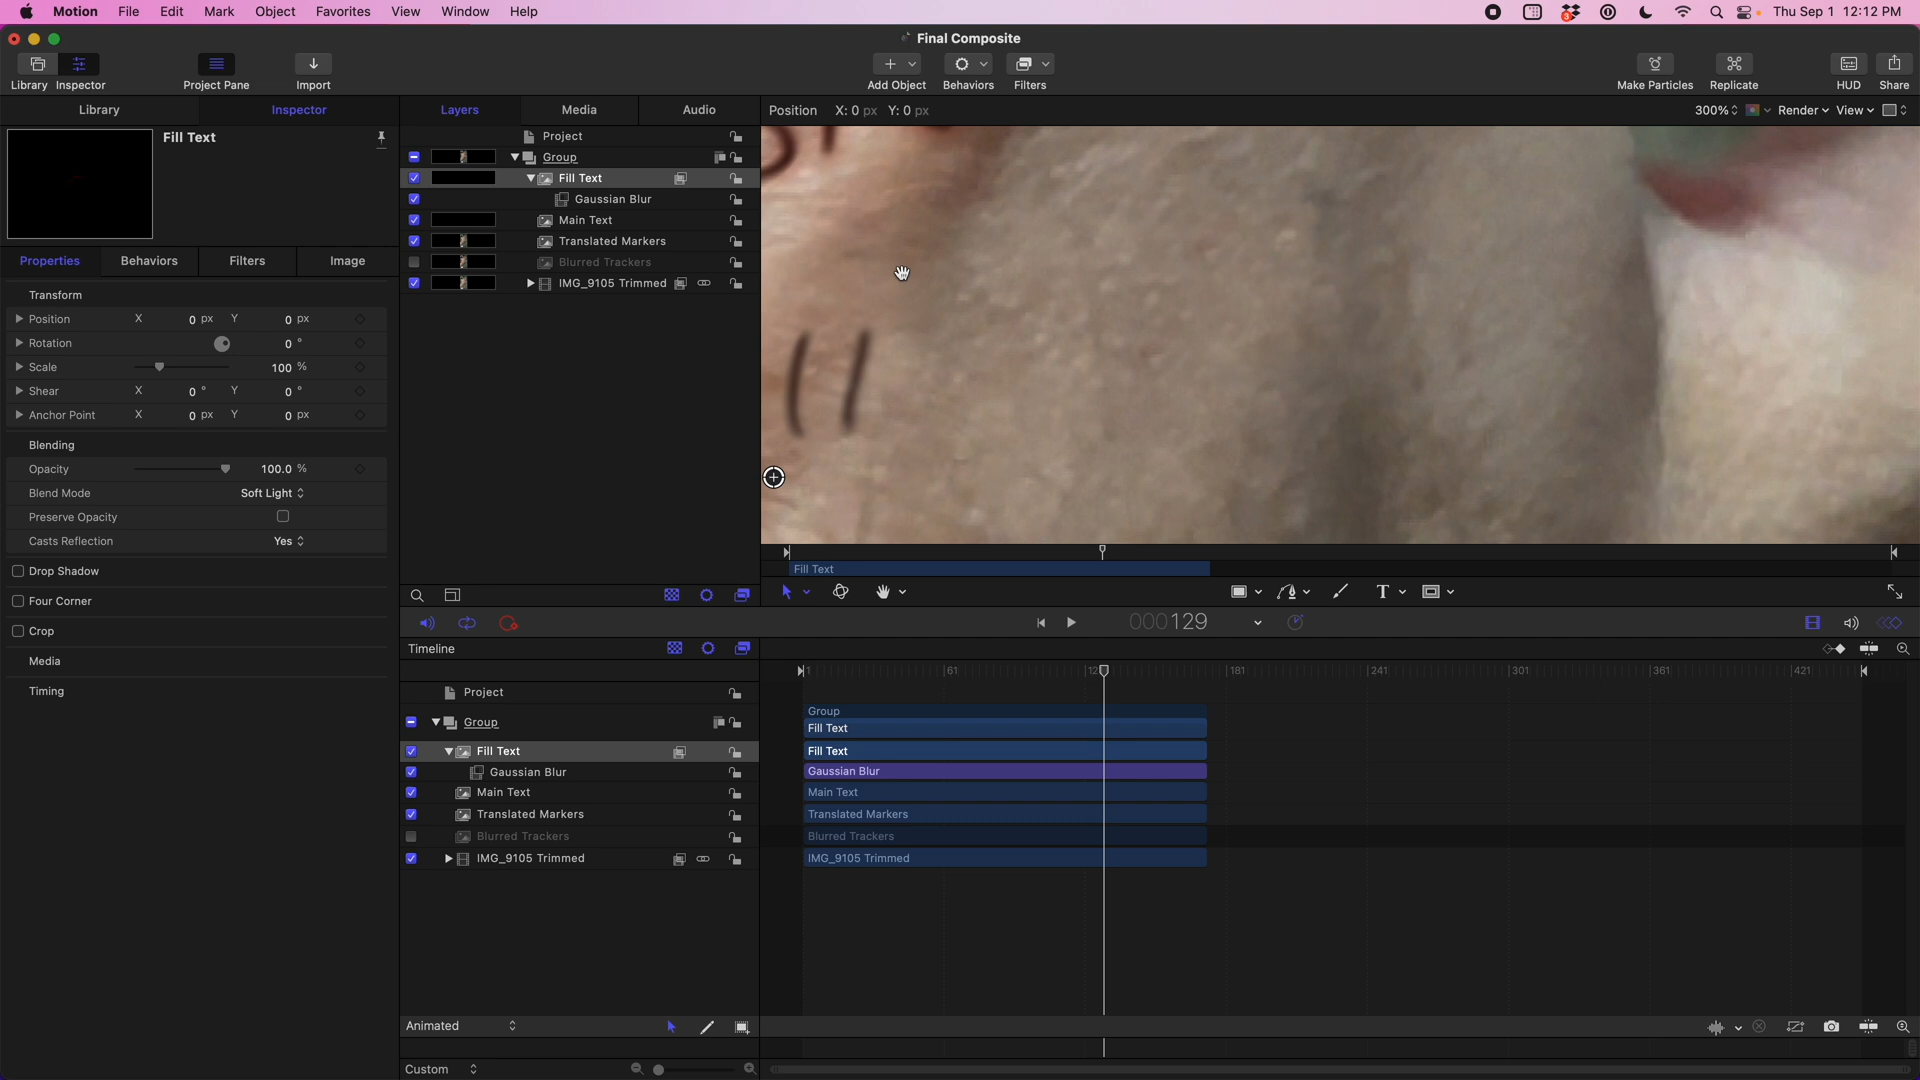 Motion File Edit Mark Object Favorites View Window Help
3
Thu Sep 1 12:12 PM
Final Composite
Library Inspector Project Pane Import Add Object Behaviors Filters Make Particles Replicate HUD Share
Library Inspector Layers Media Audio Position X: 0 px Y: 0 px 300% Render View
Fill Text
Project
Group
Fill Text
Gaussian Blur
Main Text
Translated Markers
Blurred Trackers
IMG_9105 Trimmed
Properties Behaviors Filters Image
Transform
Position X 0 px Y 0 px
Rotation 0 °
Scale 100 %
Shear X 0 ° Y 0 °
Anchor Point X 0 px Y 0 px
Blending
Opacity 100.0 %
Blend Mode Soft Light
Preserve Opacity
Casts Reflection Yes
Drop Shadow
Four Corner
Crop
Media
Timing
Fill Text
T
000129
Timeline
1 61 181 241 301 361 421
Project
Group
Fill Text
Gaussian Blur
Main Text
Translated Markers
Blurred Trackers
IMG_9105 Trimmed
Group
Fill Text
Fill Text
Gaussian Blur
Main Text
Translated Markers
Blurred Trackers
IMG_9105 Trimmed
Animated
Custom